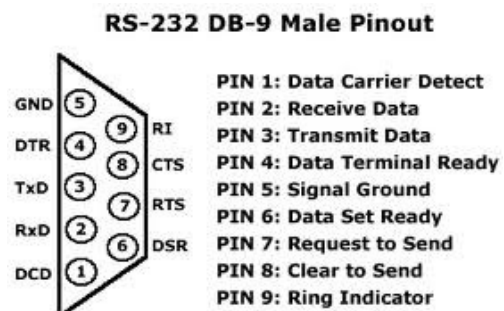 RS-232 DB-9 Male Pinout
GND 5
9 RI
DTR 4
8 CTS
TxD 3
7 RTS
RxD 2
6 DSR
DCD 1
PIN 1: Data Carrier Detect
PIN 2: Receive Data
PIN 3: Transmit Data
PIN 4: Data Terminal Ready
PIN 5: Signal Ground
PIN 6: Data Set Ready
PIN 7: Request to Send
PIN 8: Clear to Send
PIN 9: Ring Indicator